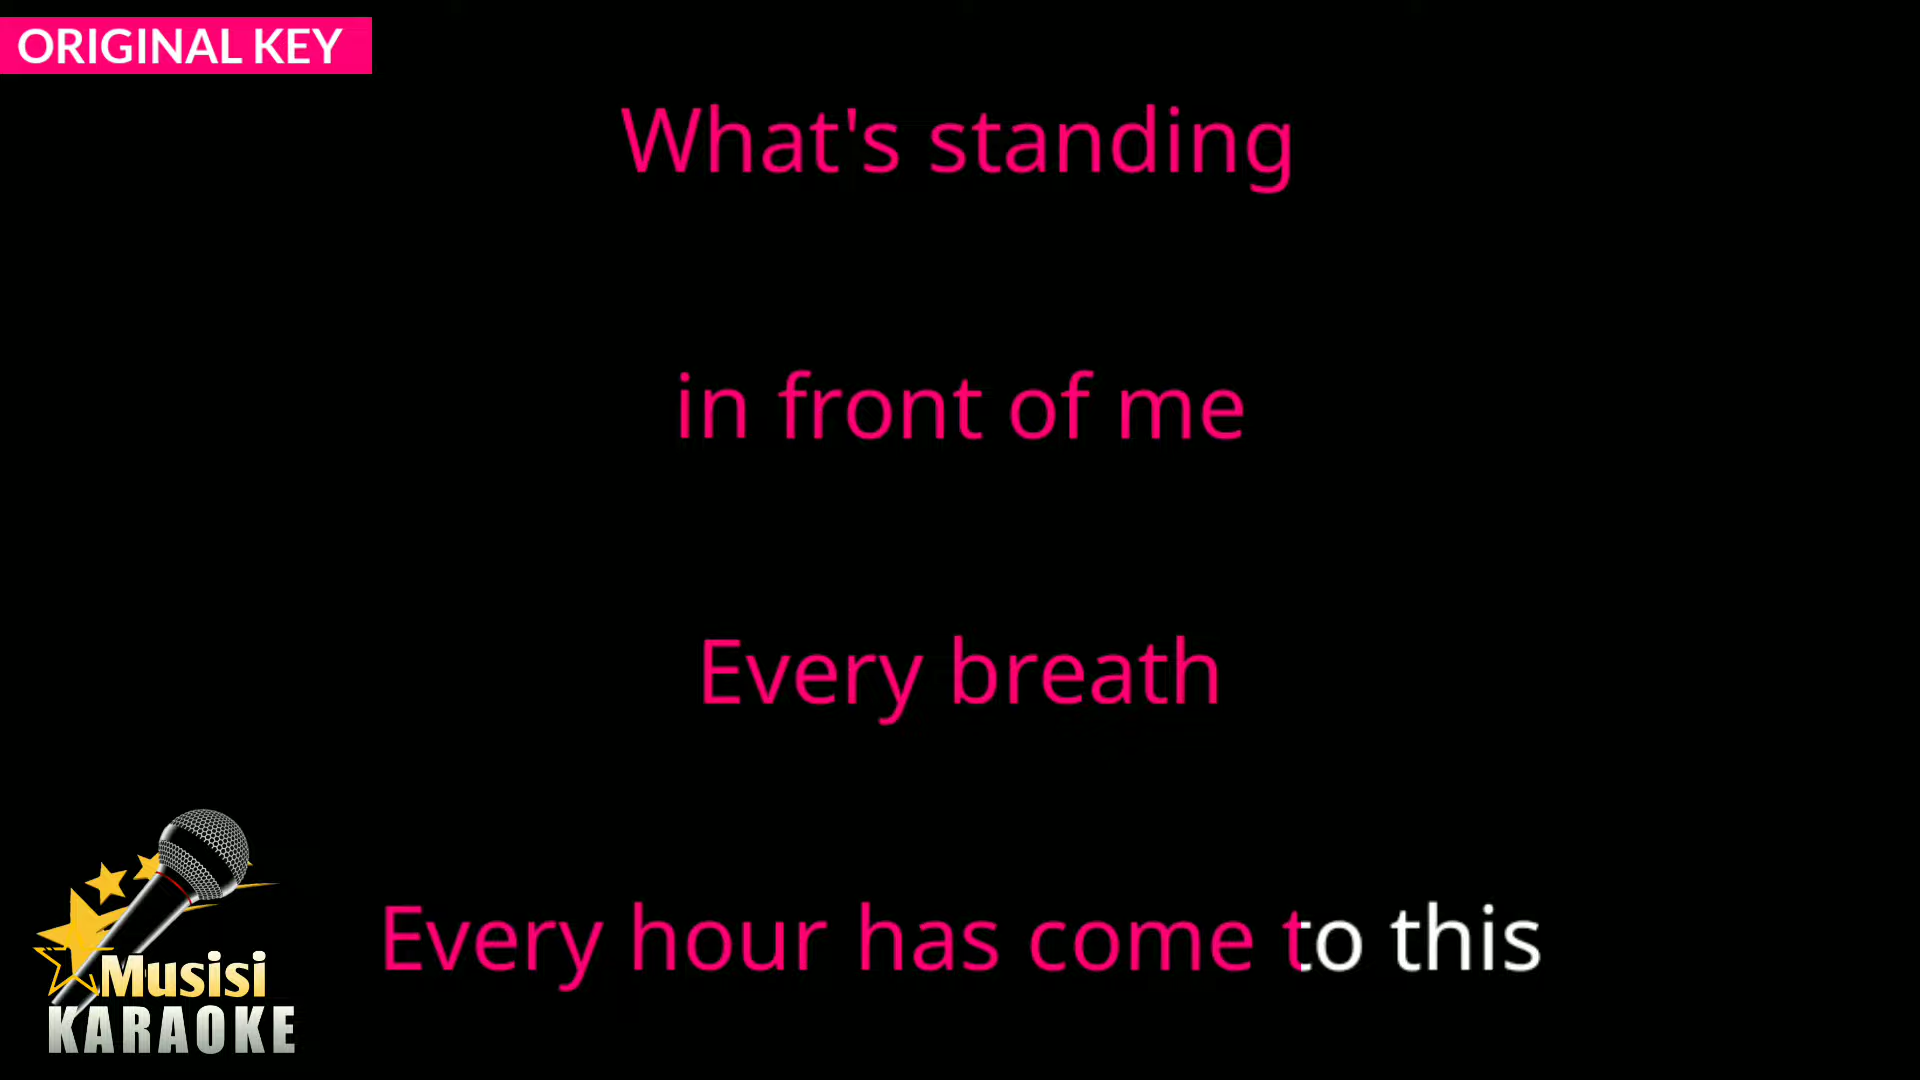 ORIGINAL KEY
What's standing
in front of me
Every breath
Every hour has come to this
Musisi
KARAOKE